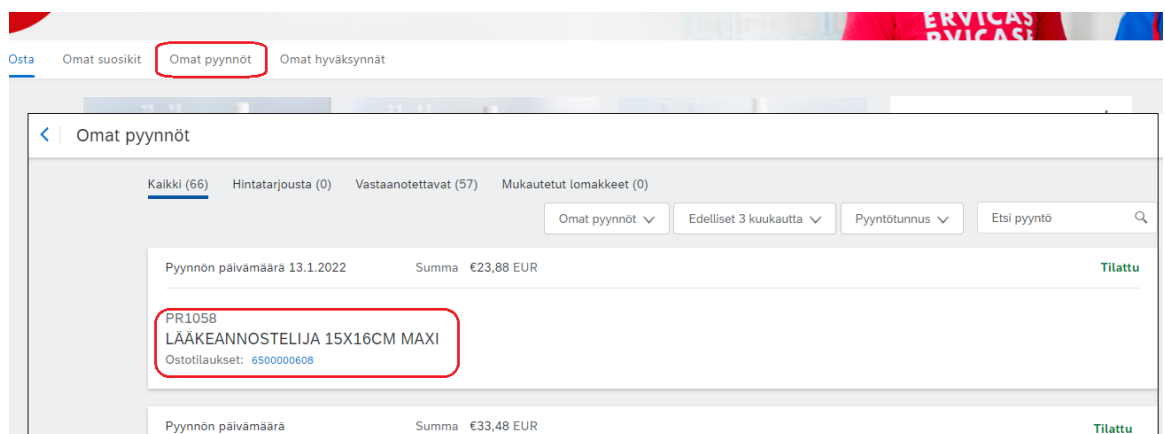 ERVICAS
RVICASE
Osta Omat suosikit Omat pyynnöt Omat hyväksynnät
Omat pyynnöt
Kaikki (66) Hintatarjousta (0) Vastaanotettavat (57) Mukautetut lomakkeet (0)
Omat pyynnöt Edelliset 3 kuukautta Pyyntötunnus Etsi pyyntö
Pyynnön päivämäärä 13.1.2022 Summa €23,88 EUR Tilattu
PR1058
LÄÄKEANNOSTELIJA 15X16CM MAXI
Ostotilaukset: 6500000608
Pyynnön päivämäärä Summa €33,48 EUR Tilattu